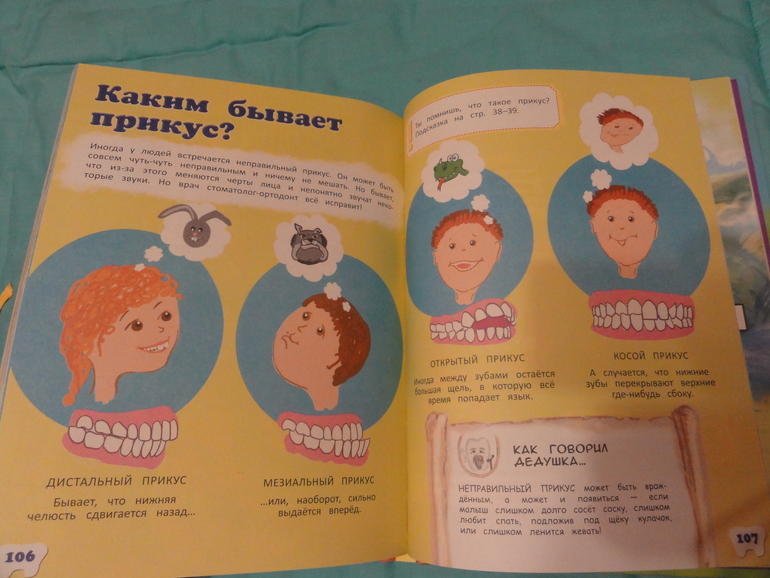 Каким бывает
прикус?
Иногда у людей встречается неправильный прикус. Он может быть
совсем чуть-чуть неправильным и ничему не мешать. Но бывает,
что из-за этого меняются черты лица и непонятно звучат неко-
торые звуки. Но врач стоматолог-ортодонт всё исправит!
ДИСТАЛЬНЫЙ ПРИКУС
Бывает, что нижняя
челюсть сдвигается назад...
МЕЗИАЛЬНЫЙ ПРИКУС
...или, наоборот, сильно
выдаётся вперёд.
106
Ты помнишь, что такое прикус?
Подсказка на стр. 38–39.
ОТКРЫТЫЙ ПРИКУС
Иногда между зубами остаётся
большая щель, в которую всё
время попадает язык.
КОСОЙ ПРИКУС
А случается, что нижние
зубы перекрывают верхние
где-нибудь сбоку.
КАК ГОВОРИЛ
ДЕДУШКА...
НЕПРАВИЛЬНЫЙ ПРИКУС может быть врож-
дённым, а может и появиться — если
малыш слишком долго сосёт соску, слишком
любит спать, подложив под щёку кулачок,
или слишком ленится жевать!
107